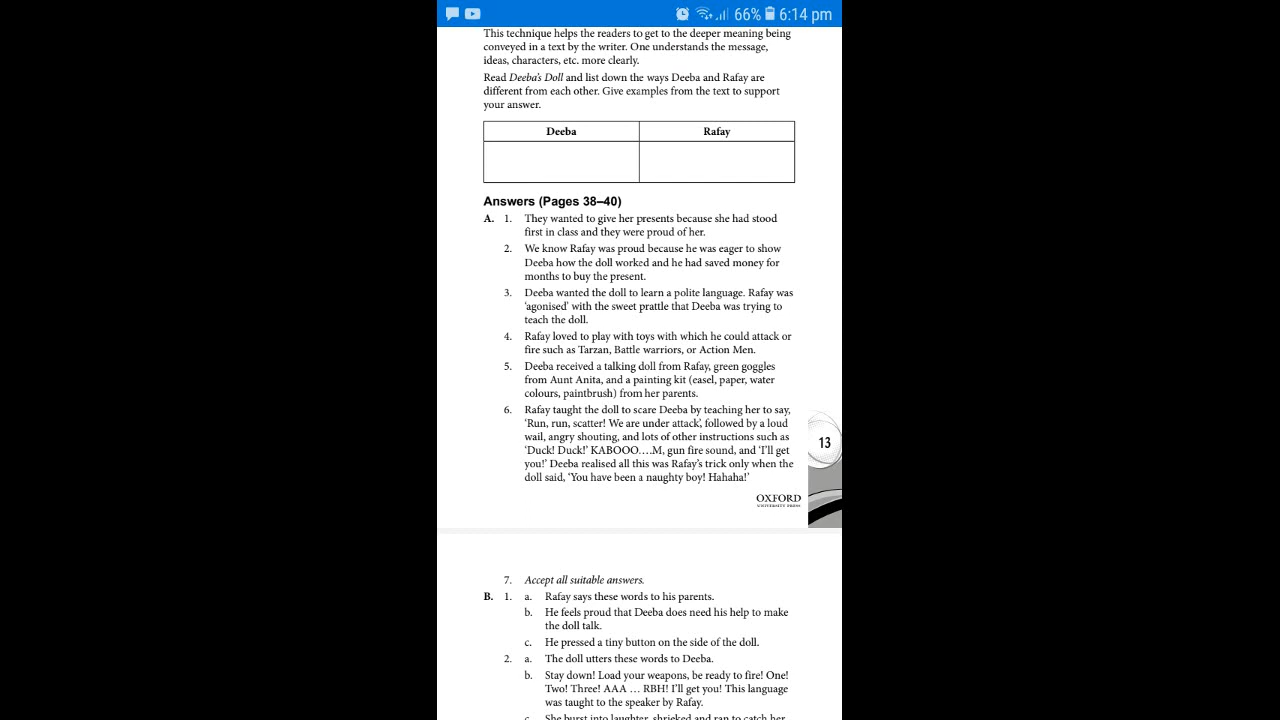 66% 6:14 pm
This technique helps the readers to get to the deeper meaning being
conveyed in a text by the writer. One understands the message,
ideas, characters, etc. more clearly.
Read Deeba's Doll and list down the ways Deeba and Rafay are
different from each other. Give examples from the text to support
your answer.
Deeba Rafay
Answers (Pages 38–40)
A. 1. They wanted to give her presents because she had stood
first in class and they were proud of her.
2. We know Rafay was proud because he was eager to show
Deeba how the doll worked and he had saved money for
months to buy the present.
3. Deeba wanted the doll to learn a polite language. Rafay was
'agonised' with the sweet prattle that Deeba was trying to
teach the doll.
4. Rafay loved to play with toys with which he could attack or
fire such as Tarzan, Battle warriors, or Action Men.
5. Deeba received a talking doll from Rafay, green goggles
from Aunt Anita, and a painting kit (easel, paper, water
colours, paintbrush) from her parents.
6. Rafay taught the doll to scare Deeba by teaching her to say,
'Run, run, scatter! We are under attack', followed by a loud
wail, angry shouting, and lots of other instructions such as
'Duck! Duck!' KABOOO….M, gun fire sound, and 'I'll get
you!' Deeba realised all this was Rafay's trick only when the
doll said, 'You have been a naughty boy! Hahaha!'
13
OXFORD
UNIVERSITY PRESS
7. Accept all suitable answers.
B. 1. a. Rafay says these words to his parents.
b. He feels proud that Deeba does need his help to make
the doll talk.
c. He pressed a tiny button on the side of the doll.
2. a. The doll utters these words to Deeba.
b. Stay down! Load your weapons, be ready to fire! One!
Two! Three! AAA … RBH! I'll get you! This language
was taught to the speaker by Rafay.
c. She burst into laughter, shrieked and ran to catch her